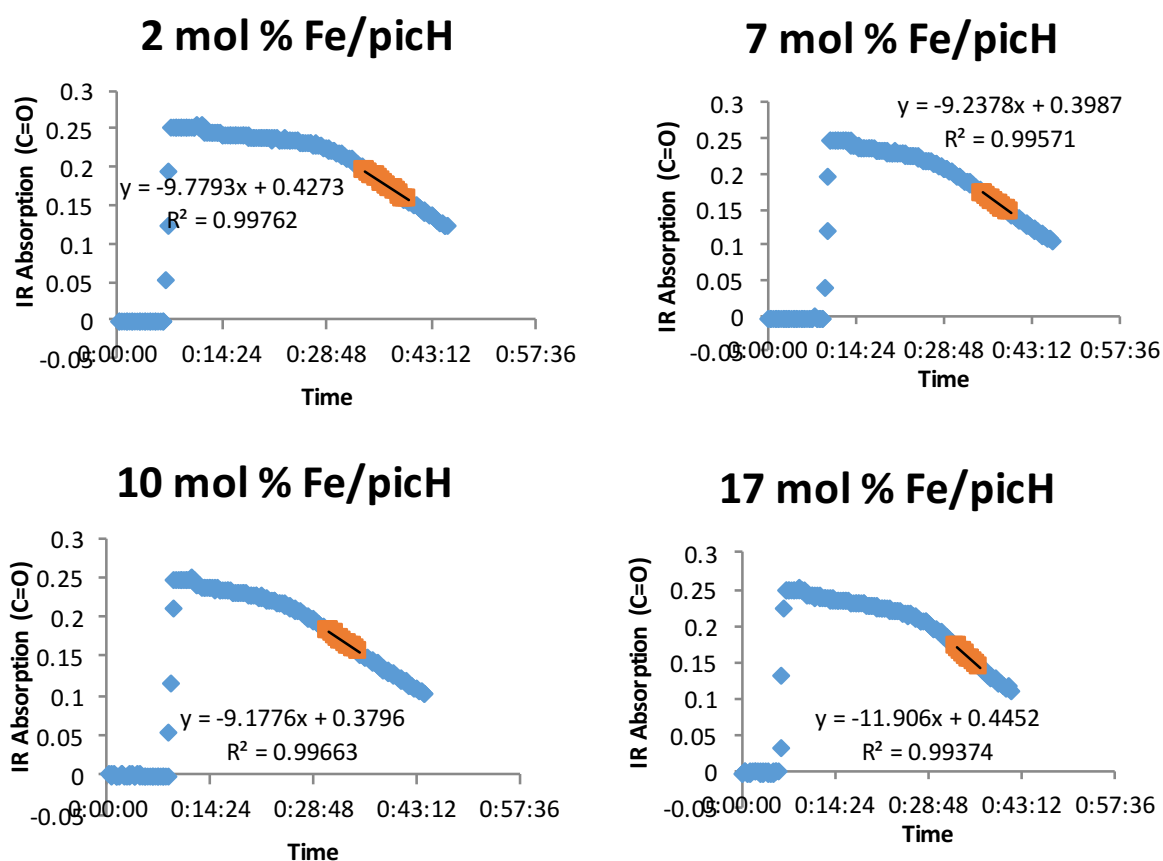 2 mol % Fe/picH
IR Absorption (C=O)
0.3
0.25
0.2
0.15
0.1
0.05
0
-0.05
y = -9.7793x + 0.4273
R² = 0.99762
0:00:00 0:14:24 0:28:48 0:43:12 0:57:36
Time
7 mol % Fe/picH
IR Absorption (C=O)
0.3
0.25
0.2
0.15
0.1
0.05
0
-0.05
y = -9.2378x + 0.3987
R² = 0.99571
0:00:00 0:14:24 0:28:48 0:43:12 0:57:36
Time
10 mol % Fe/picH
IR Absorption (C=O)
0.3
0.25
0.2
0.15
0.1
0.05
0
-0.05
y = -9.1776x + 0.3796
R² = 0.99663
0:00:00 0:14:24 0:28:48 0:43:12 0:57:36
Time
17 mol % Fe/picH
IR Absorption (C=O)
0.3
0.25
0.2
0.15
0.1
0.05
0
-0.05
y = -11.906x + 0.4452
R² = 0.99374
0:00:00 0:14:24 0:28:48 0:43:12 0:57:36
Time